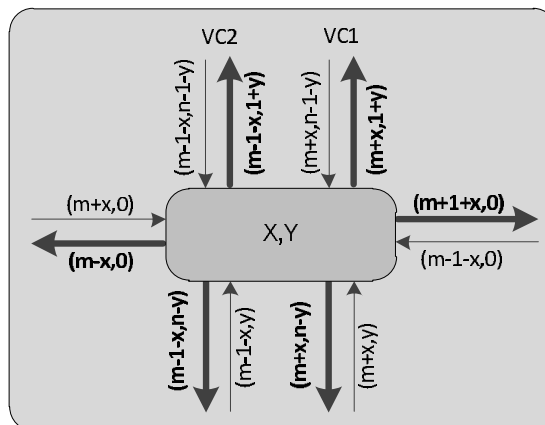 VC2
VC1
(m-1-x,n-1-y)
(m-1-x,1+y)
(m+x,n-1-y)
(m+x,1+y)
(m+x,0)
(m+1+x,0)
X,Y
(m-x,0)
(m-1-x,0)
(m-1-x,n-y)
(m-1-x,y)
(m+x,n-y)
(m+x,y)